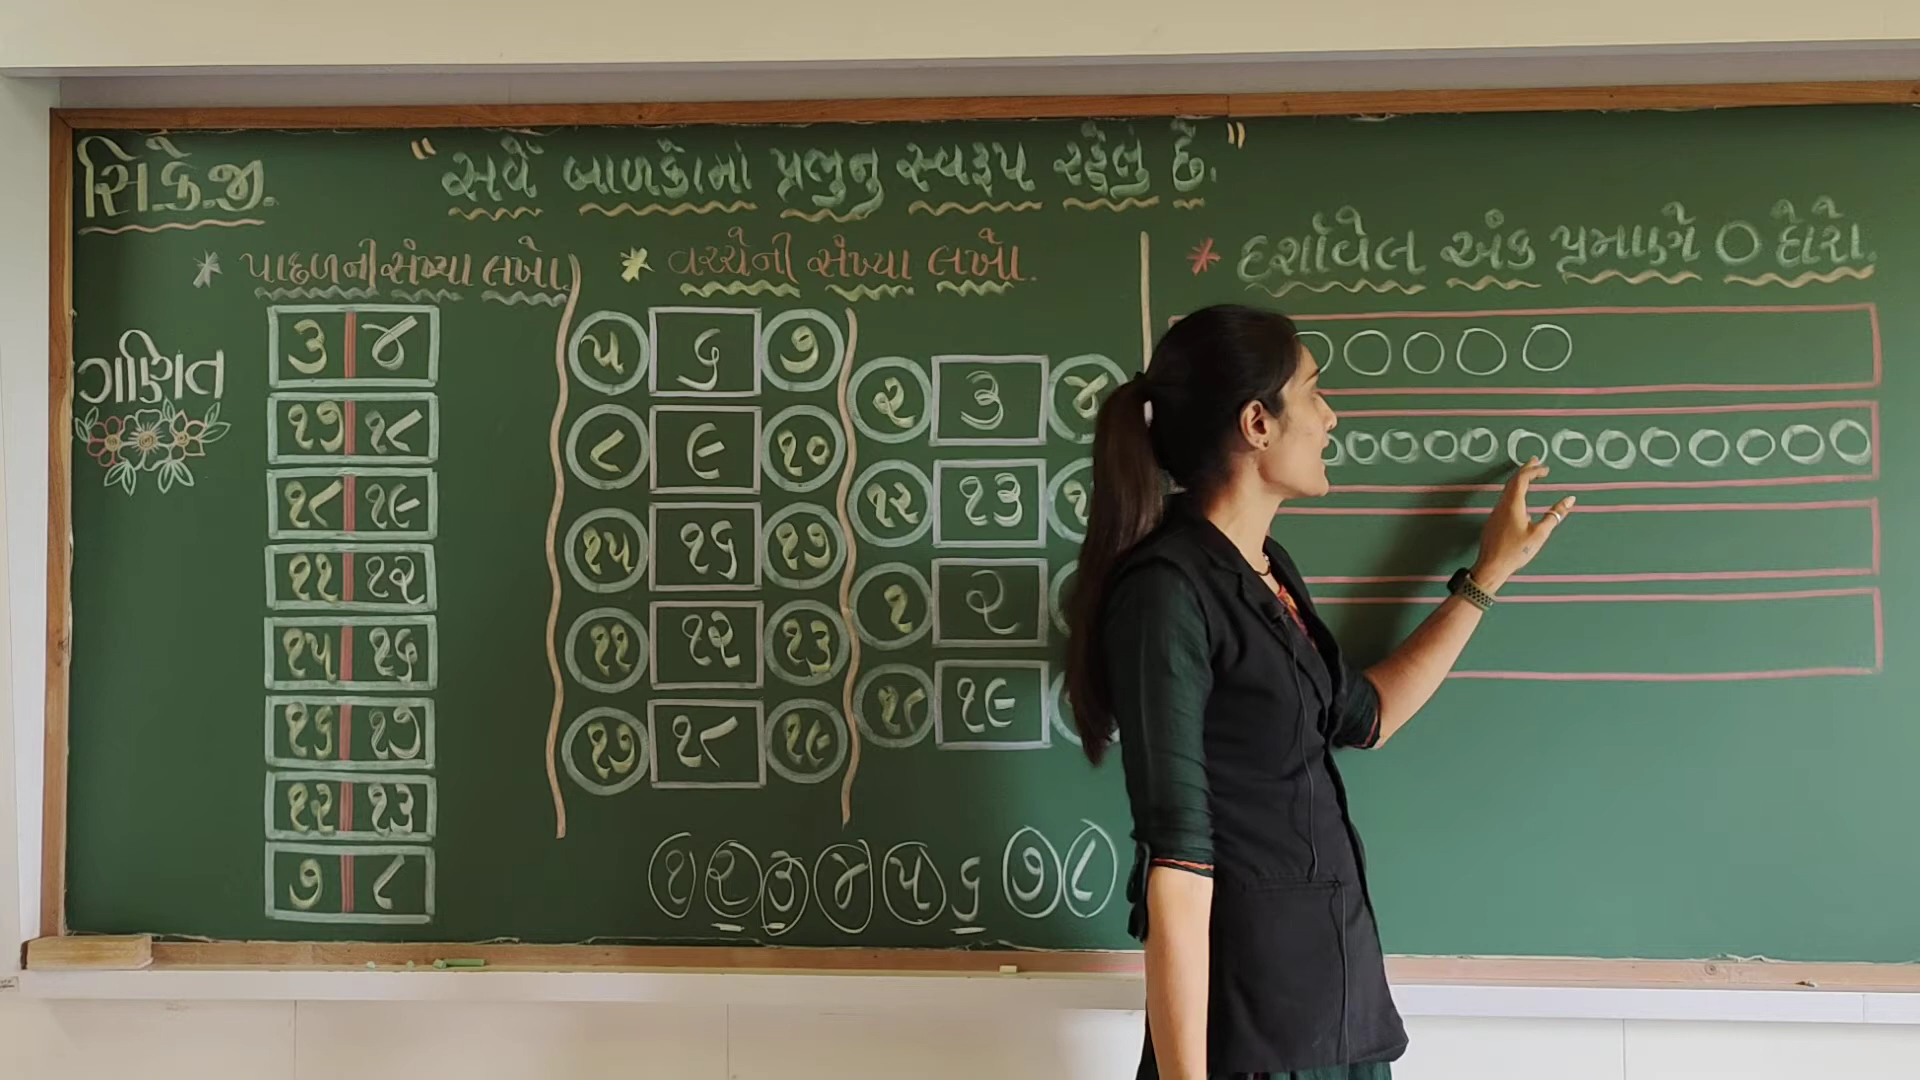 સિ.કે.જી.
"સર્વે બાળકોમાં પ્રભુનુ સ્વરૂપ રહેલું છે."
ગણિત
* પાછળની સંખ્યા લખો.
૩ ૪
૧૭ ૧૮
૧૮ ૧૯
૧૧ ૧૨
૧૫ ૧૬
૧૬ ૧૭
૧૨ ૧૩
૭ ૮
* વચ્ચેની સંખ્યા લખો.
૫ ૬ ૭
૮ ૯ ૧૦
૧૫ ૧૬ ૧૭
૧૧ ૧૨ ૧૩
૧૭ ૧૮ ૧૯
૨ ૩ ૪
૧૨ ૧૩
૧ ૨
૧૮ ૧૯
૧ ૨ ૩ ૪ ૫ ૬ ૭ ૮
* દર્શાવેલ અંક પ્રમાણે O દોરો.